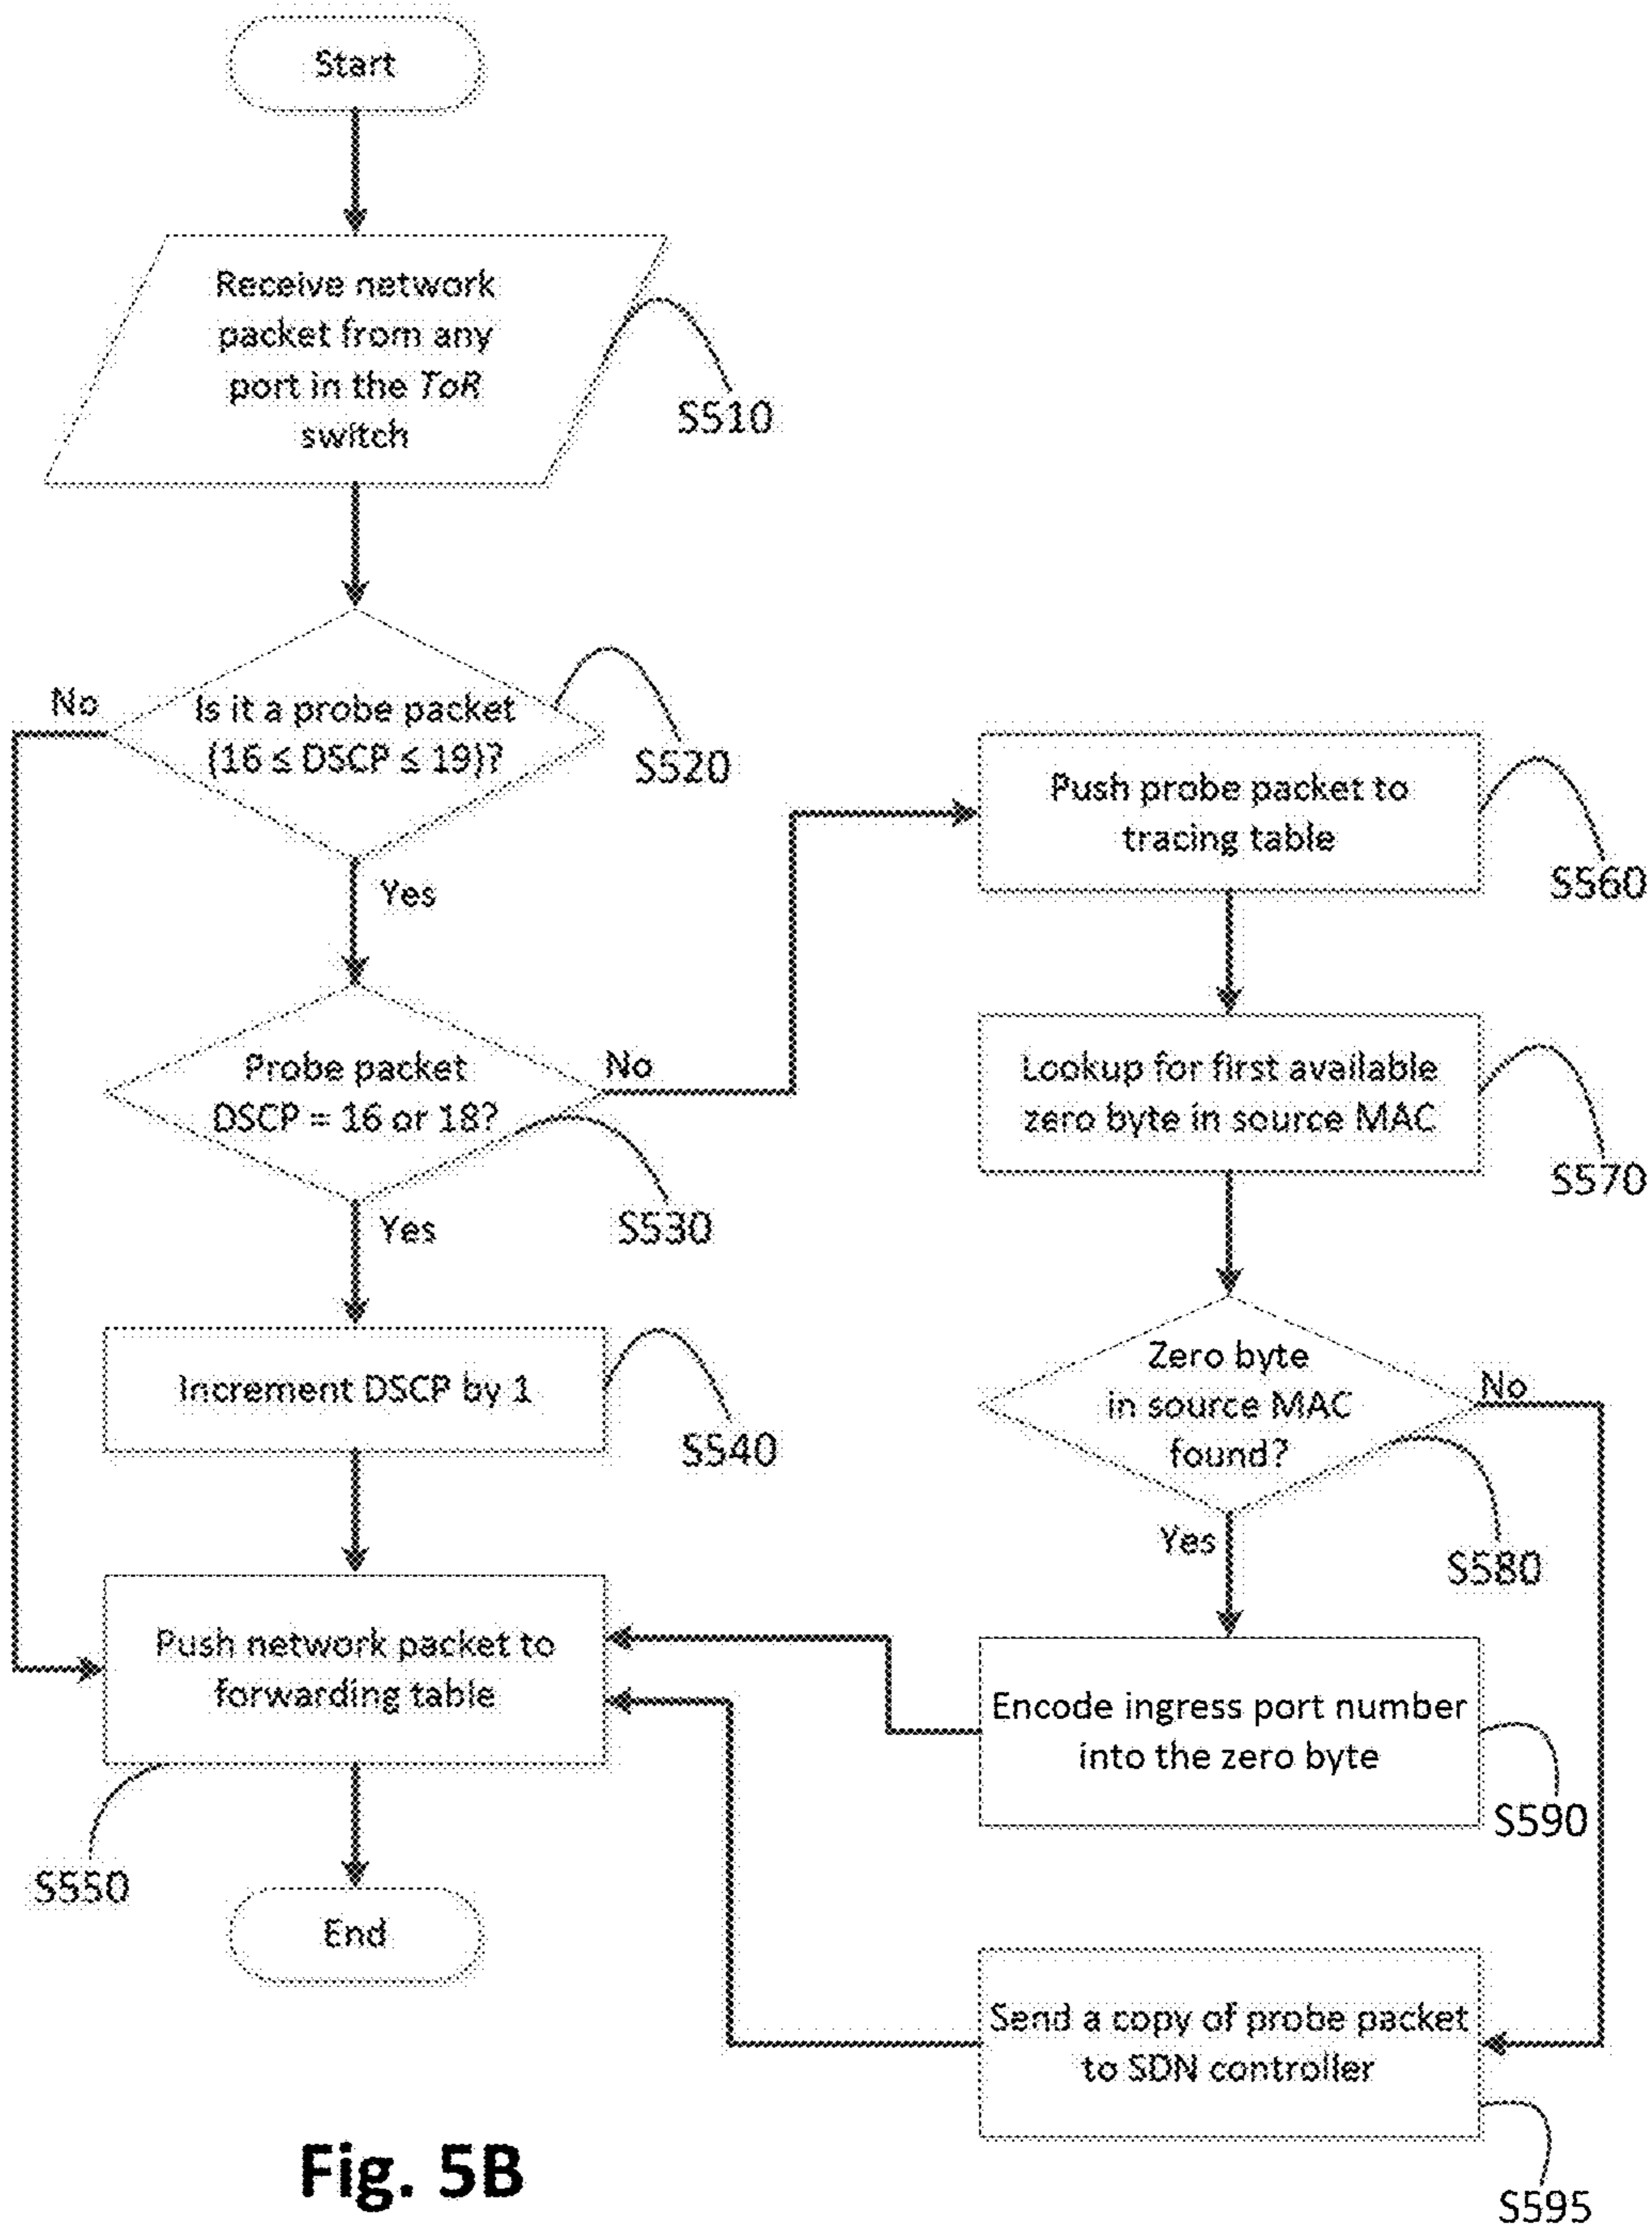 Start
Receive network
packet from any
port in the ToR
switch
S510
No
Is it a probe packet
(16 ≤ DSCP ≤ 19)?
S520
Yes
Probe packet
DSCP = 16 or 18?
No
S530
Yes
Increment DSCP by 1
S540
Push network packet to
forwarding table
S550
End
Push probe packet to
tracing table
S560
Lookup for first available
zero byte in source MAC
S570
Zero byte
in source MAC
found?
No
S580
Yes
Encode ingress port number
into the zero byte
S590
Send a copy of probe packet
to SDN controller
S595
Fig. 5B